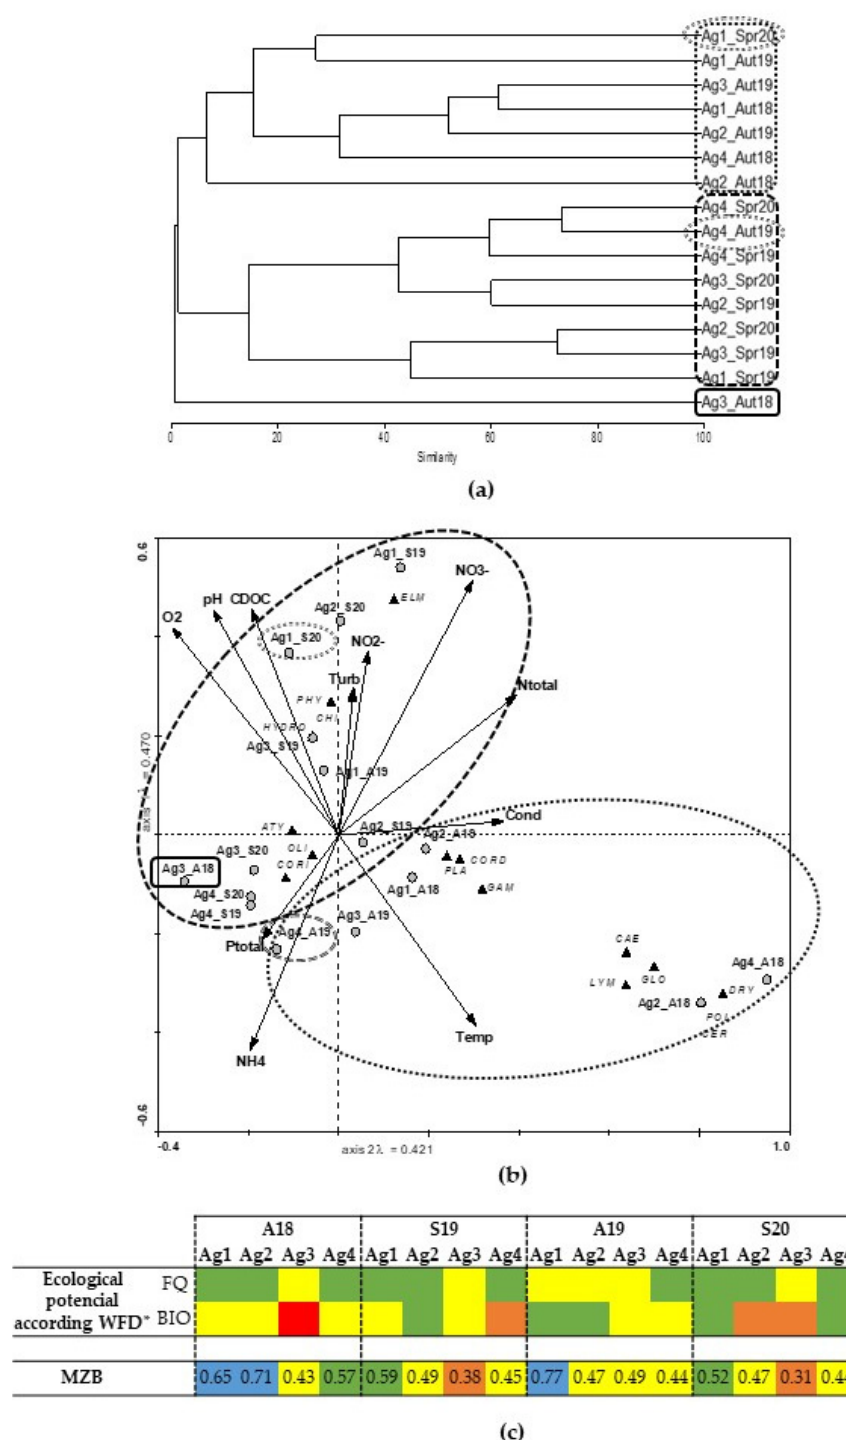 Ag1_Spr20
Ag1_Aut19
Ag3_Aut19
Ag1_Aut18
Ag2_Aut19
Ag4_Aut18
Ag2_Aut18
Ag4_Spr20
Ag4_Aut19
Ag4_Spr19
Ag3_Spr20
Ag2_Spr19
Ag2_Spr20
Ag3_Spr19
Ag1_Spr19
Ag3_Aut18
0 20 40 60 80 100
Similarity
(a)
0.6
Ag1_S19
NO3-
ELM
pH CDOC
O2
Ag2_S20
Ag1_S20
NO2-
Turb
Ntotal
PHY
CHI
HYDRO
Ag3_S19
Ag1_A19
Cond
ATY
Ag2_S19
Ag2_A19
OLI
CORD
PLA
Ag3_S20
CORI
GAM
Ag3_A18
Ag1_A18
Ag4_S20
Ag4_S19
Ag3_A19
Ag4_A19
Ptotal
CAE
GLO
Ag4_A18
LYM
DRY
Ag2_A18
POL
CER
Temp
NH4
-0.6
-0.4 1.0
axis 2λ = 0.421
(b)
A18 S19 A19 S20
Ag1 Ag2 Ag3 Ag4 Ag1 Ag2 Ag3 Ag4 Ag1 Ag2 Ag3 Ag4 Ag1 Ag2 Ag3
Ecological FQ
potencial
according WFD* BIO
MZB 0.65 0.71 0.43 0.57 0.59 0.49 0.38 0.45 0.77 0.47 0.49 0.44 0.52 0.47 0.31
(c)